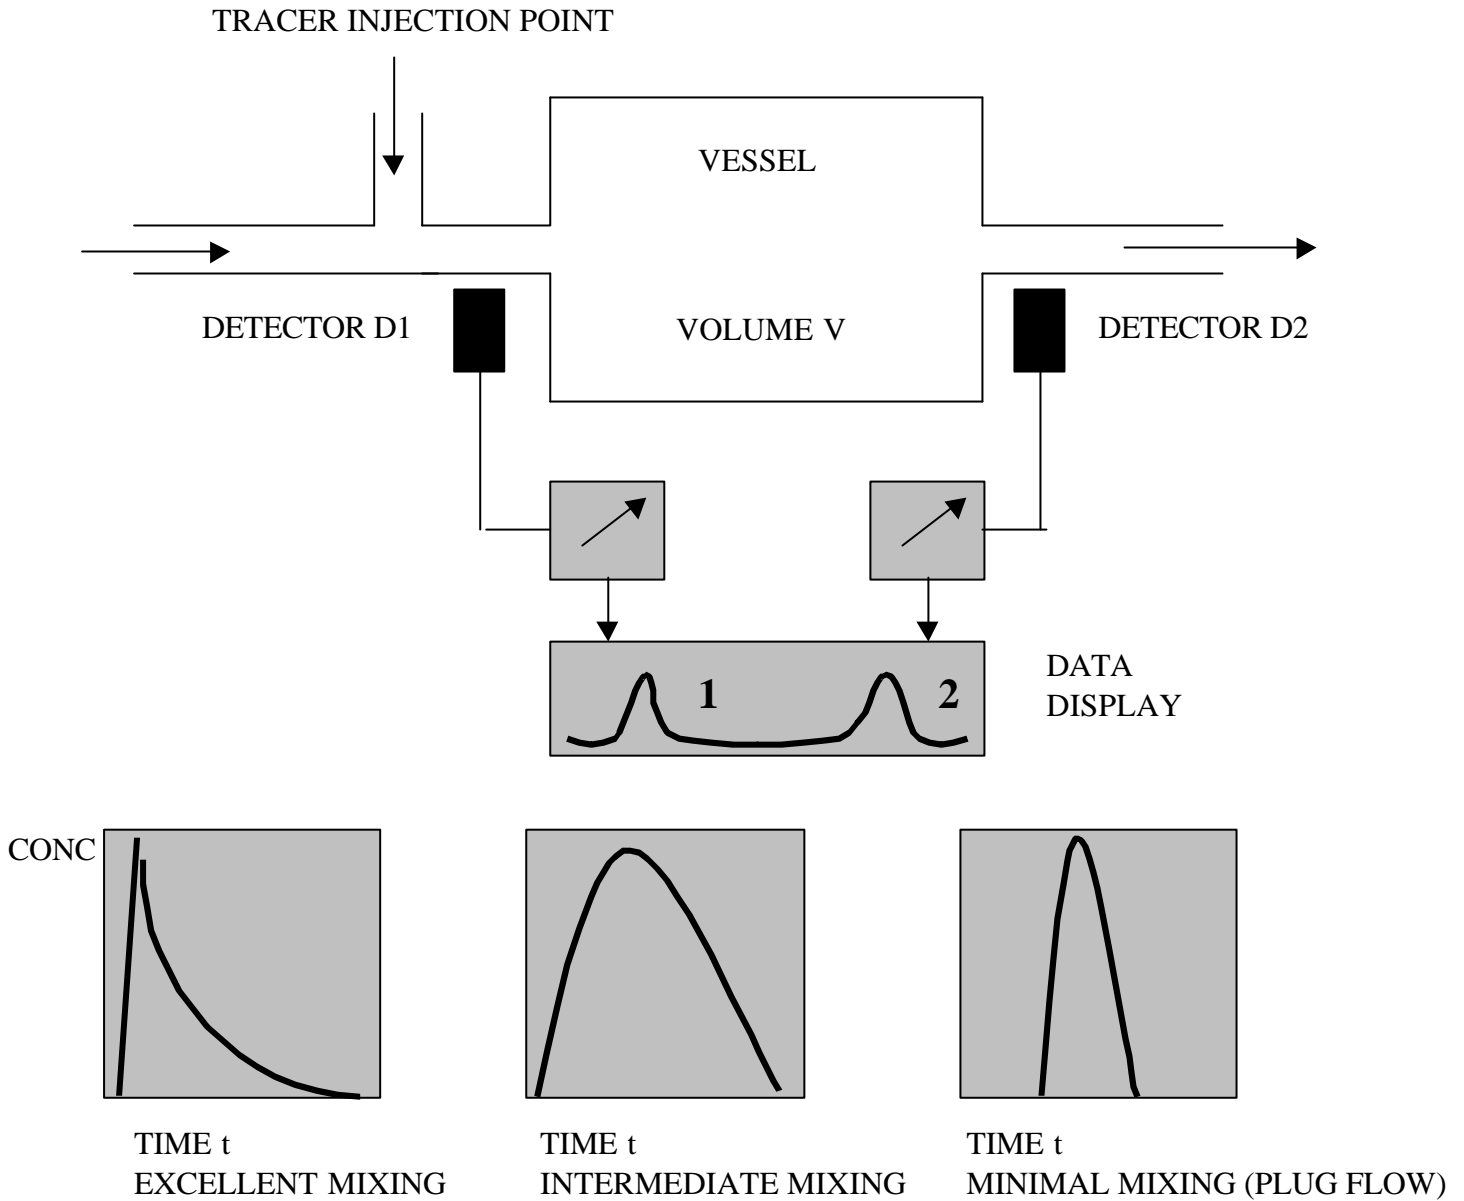 TRACER INJECTION POINT
VESSEL
DETECTOR D1
VOLUME V
DETECTOR D2
1
2
DATA
DISPLAY
CONC
TIME t
EXCELLENT MIXING
TIME t
INTERMEDIATE MIXING
TIME t
MINIMAL MIXING (PLUG FLOW)